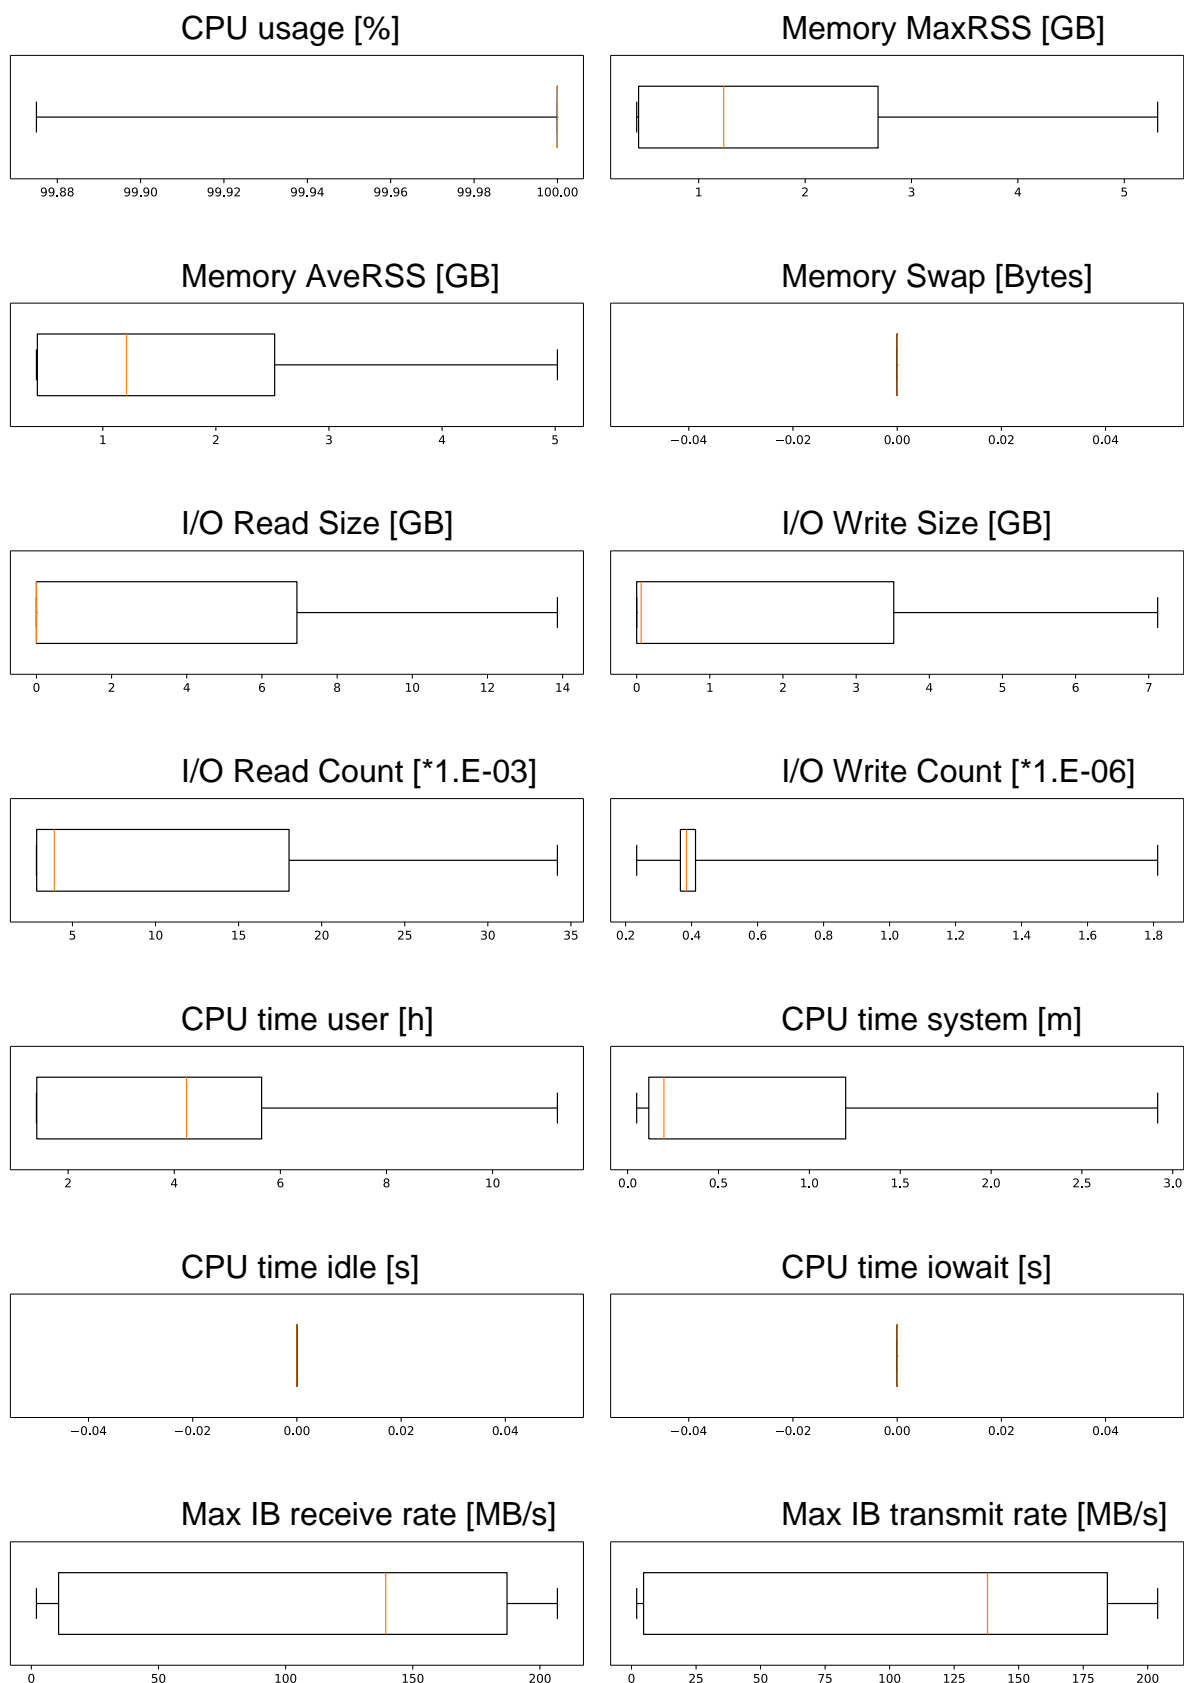 CPU usage [%]
99.88 99.90 99.92 99.94 99.96 99.98 100.00
Memory MaxRSS [GB]
1 2 3 4 5
Memory AveRSS [GB]
1 2 3 4 5
Memory Swap [Bytes]
−0.04 −0.02 0.00 0.02 0.04
I/O Read Size [GB]
0 2 4 6 8 10 12 14
I/O Write Size [GB]
0 1 2 3 4 5 6 7
I/O Read Count [*1.E-03]
5 10 15 20 25 30 35
I/O Write Count [*1.E-06]
0.2 0.4 0.6 0.8 1.0 1.2 1.4 1.6 1.8
CPU time user [h]
2 4 6 8 10
CPU time system [m]
0.0 0.5 1.0 1.5 2.0 2.5 3.0
CPU time idle [s]
−0.04 −0.02 0.00 0.02 0.04
CPU time iowait [s]
−0.04 −0.02 0.00 0.02 0.04
Max IB receive rate [MB/s]
0 50 100 150 200
Max IB transmit rate [MB/s]
0 25 50 75 100 125 150 175 200